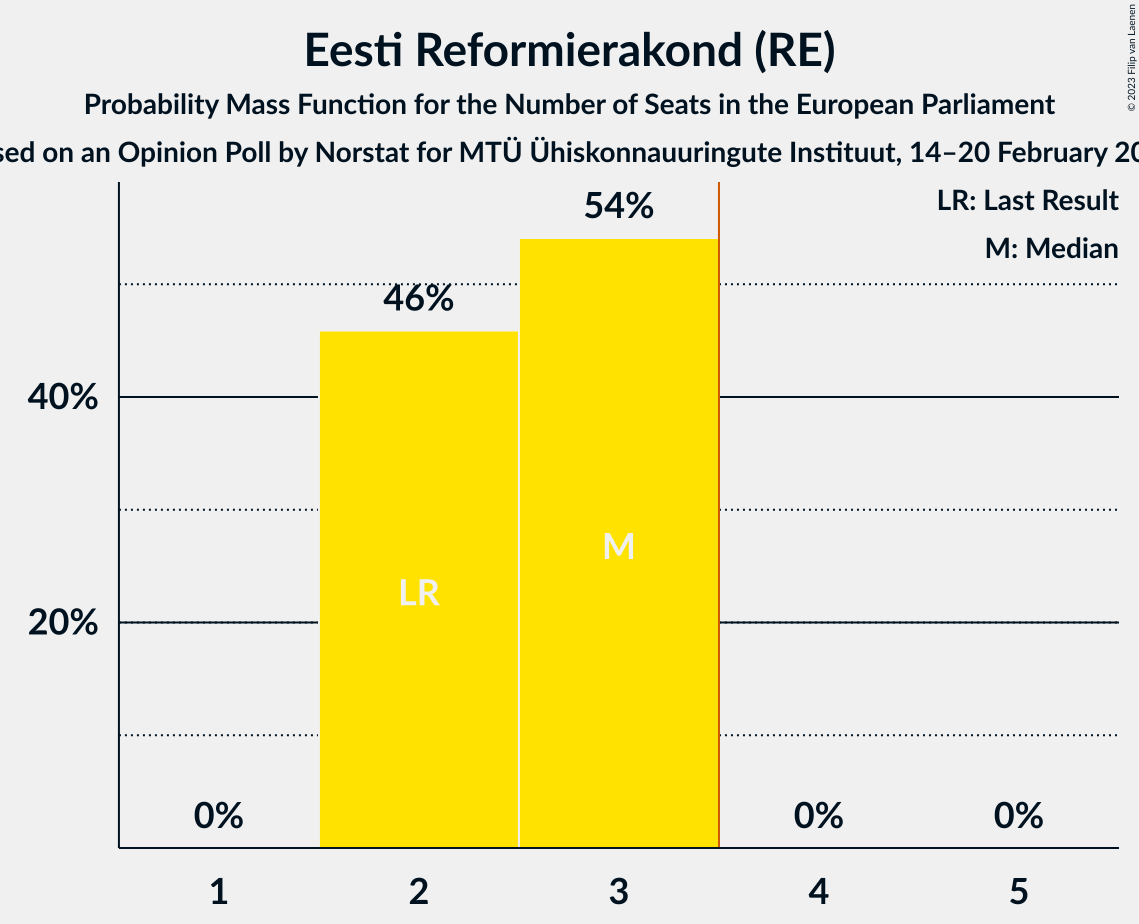 Eesti Reformierakond (RE)
Probability Mass Function for the Number of Seats in the European Parliament
on an Opinion Poll by Norstat for MTÜ Ühiskonnauuringute Instituut, 14–20 February
© 2023 Filip van Laenen
LR: Last Result
M: Median
54%
46%
40%
M
LR
20%
0%
0%
0%
1
2
3
4
5